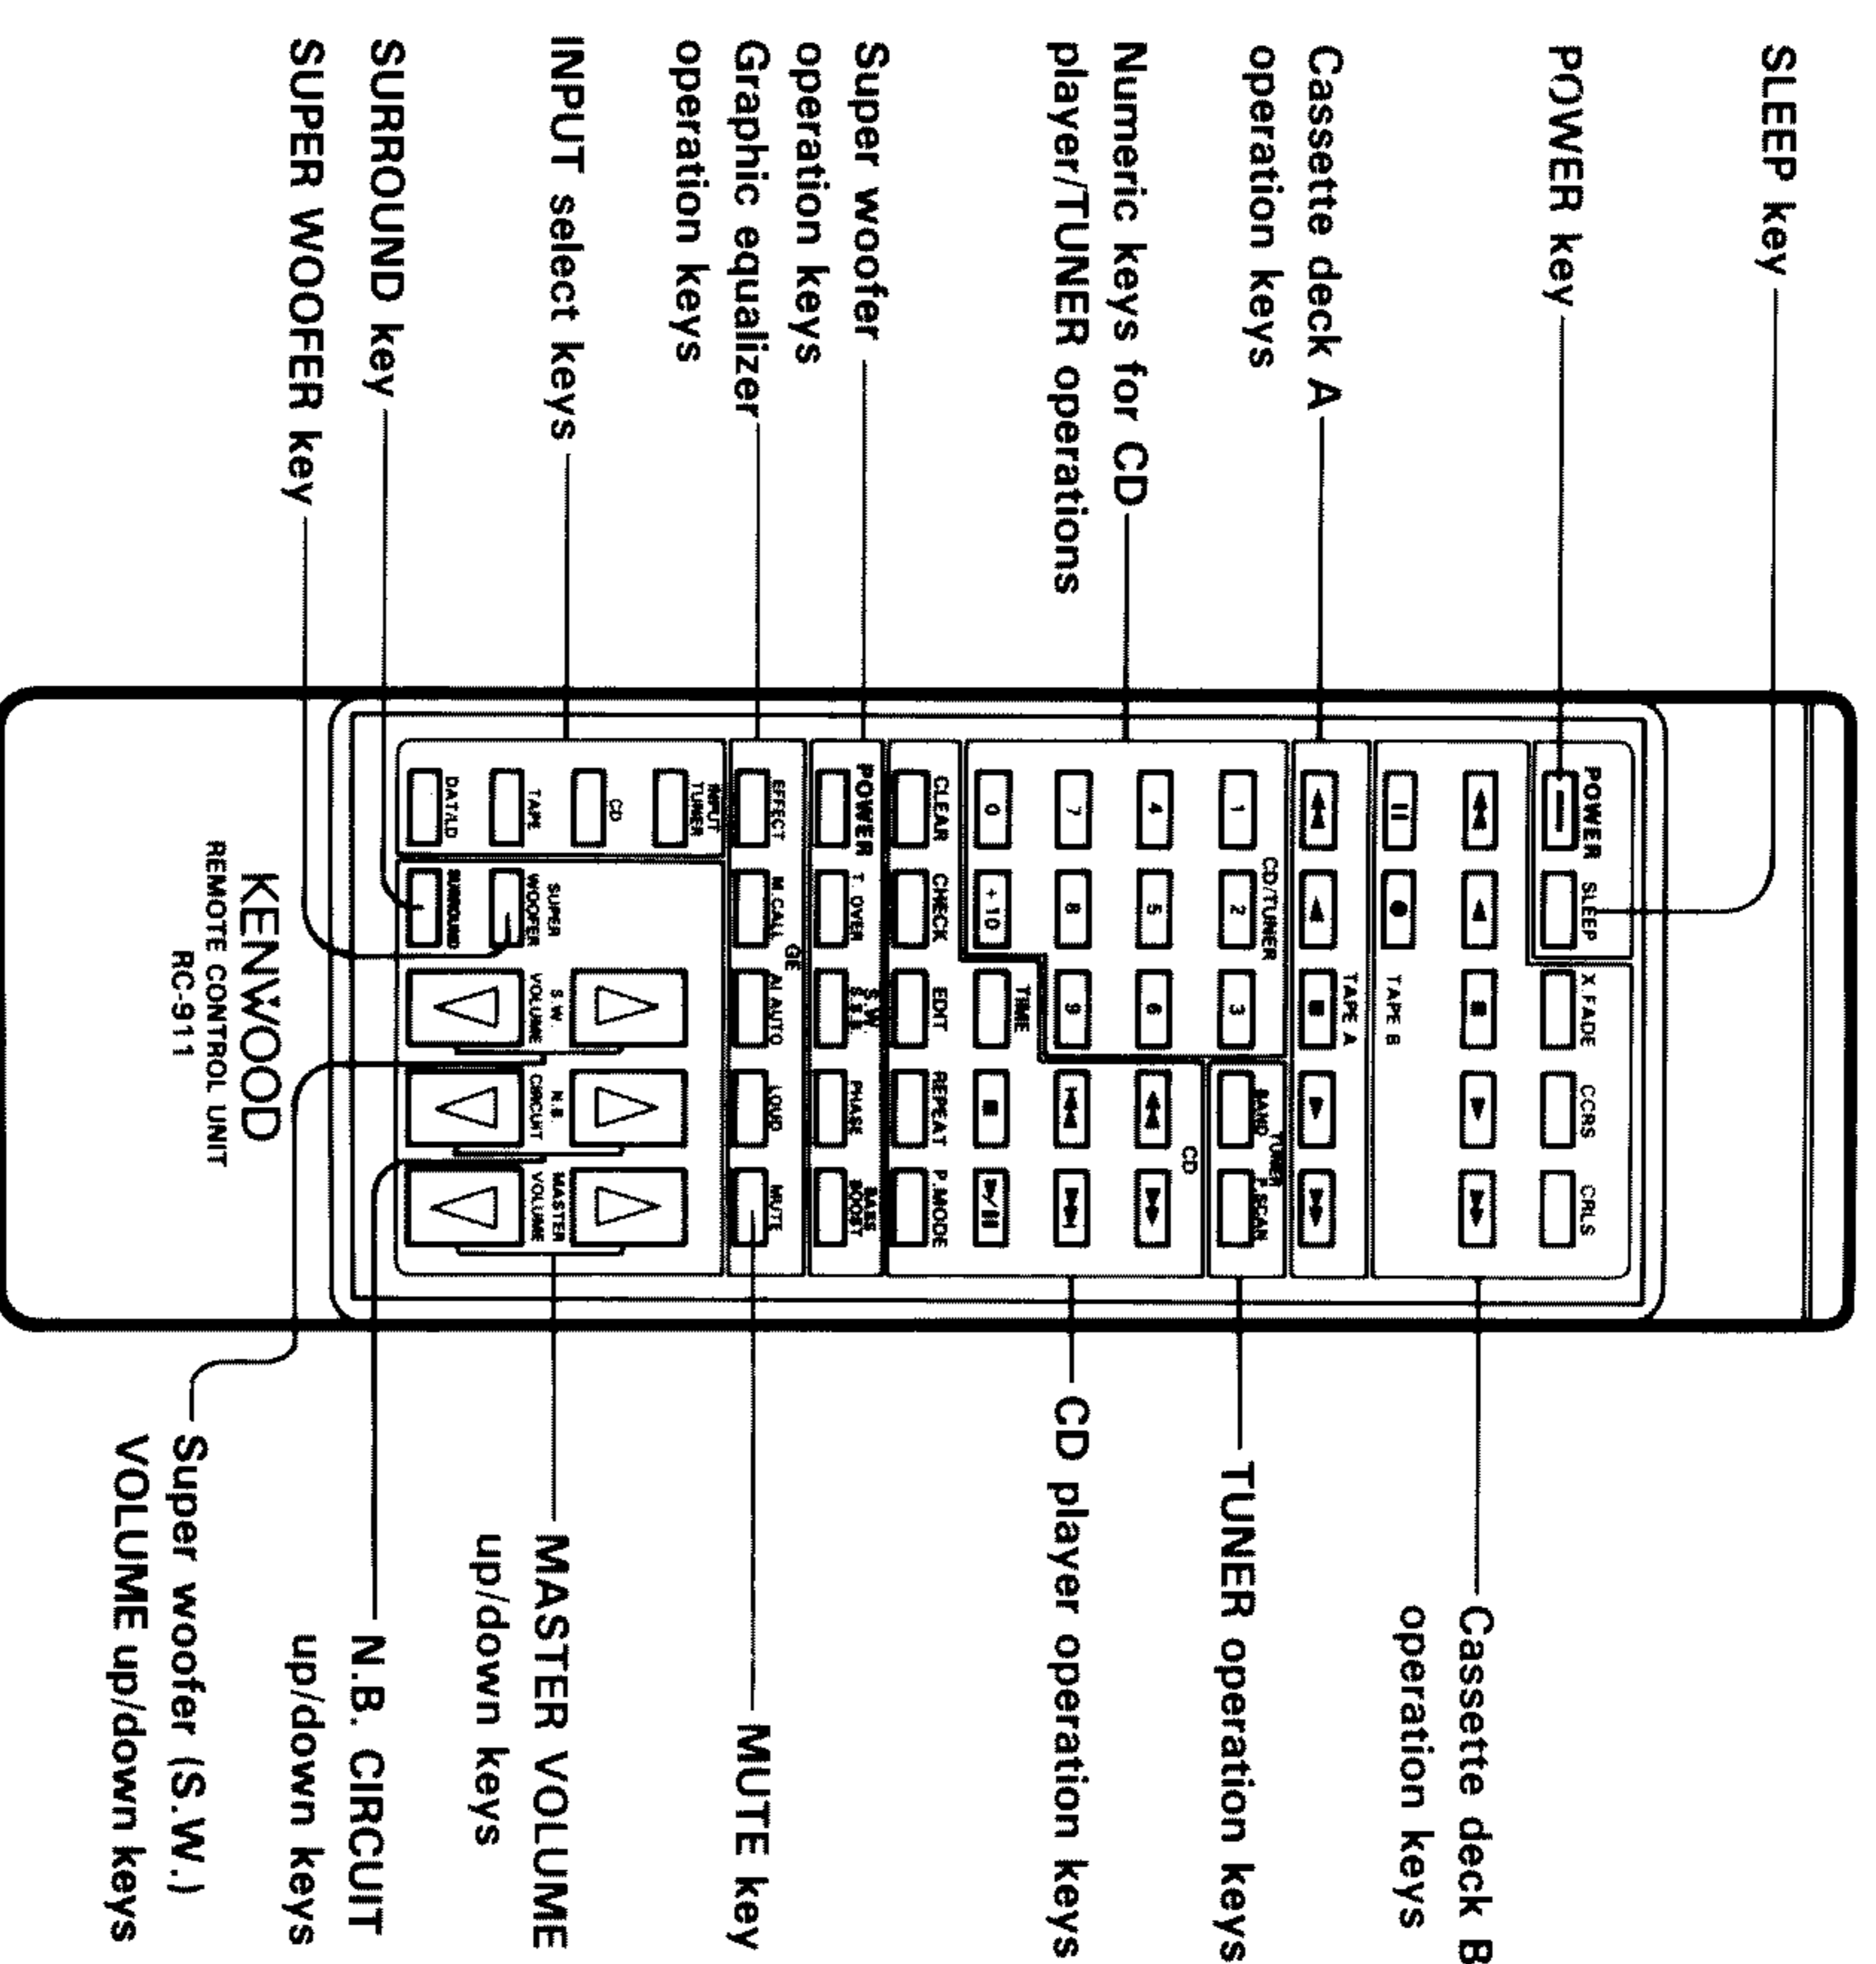 SLEEP key
POWER key
Cassette deck A
operation keys
Numeric keys for CD
player/TUNER operations
Super woofer
operation keys
Graphic equalizer
operation keys
INPUT select keys
SURROUND key
SUPER WOOFER key
POWER SLEEP X.FADE CCRS CRLS
TAPE B
TAPE A
CD/TUNER TUNER
1 2 3 BAND P.SCAN
CD
4 5 6
7 8 9
TIME
0 +10
CLEAR CHECK EDIT REPEAT P.MODE
S.W. BASS
POWER T. OVER PHASE BOOST
GE
EFFECT M.CALL AI AUTO LOUD MUTE
INPUT
TUNER
CD
SUPER S.W. N.B. MASTER
TAPE WOOFER VOLUME CIRCUIT VOLUME
DAT/LD SURROUND
KENWOOD
REMOTE CONTROL UNIT
RC-911
Cassette deck B
operation keys
TUNER operation keys
CD player operation keys
MUTE key
MASTER VOLUME
up/down keys
N.B. CIRCUIT
up/down keys
Super woofer (S.W.)
VOLUME up/down keys